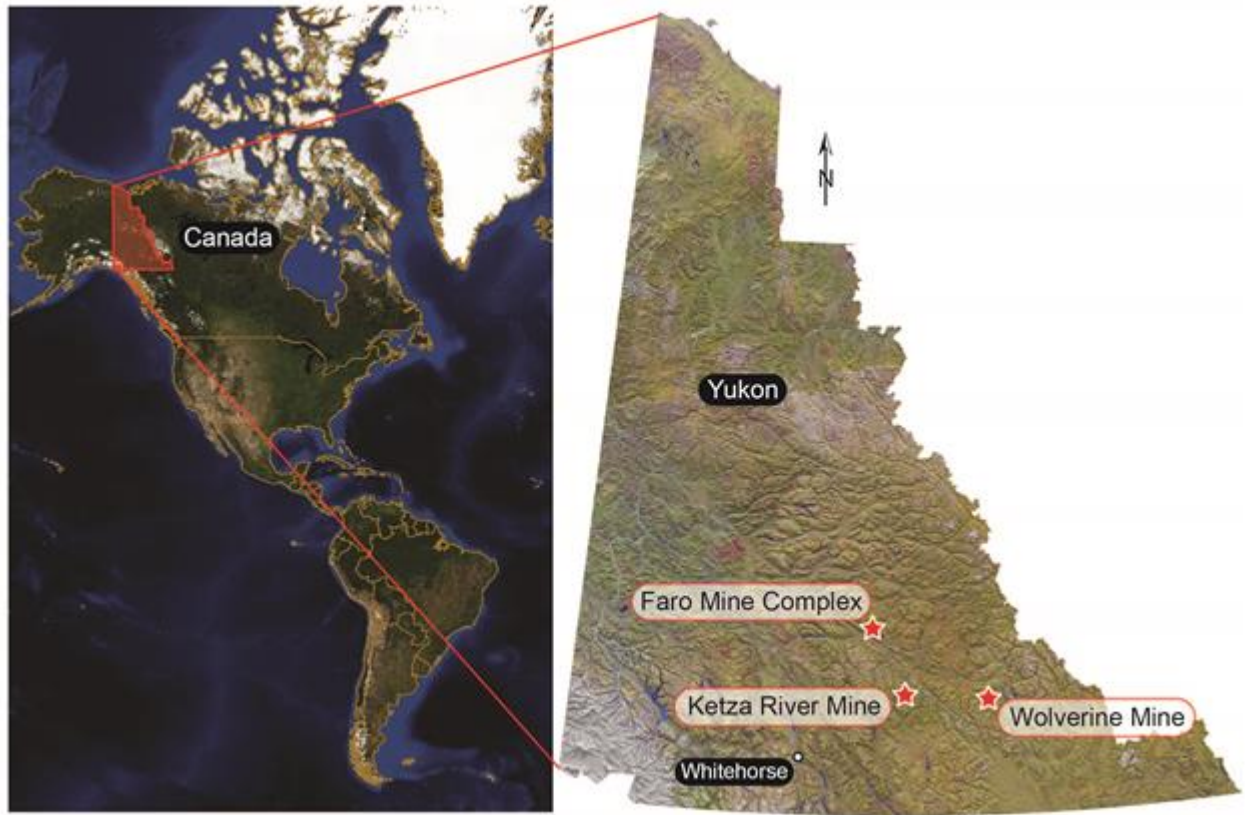 Canada
N
Yukon
Faro Mine Complex
Ketza River Mine
Wolverine Mine
Whitehorse